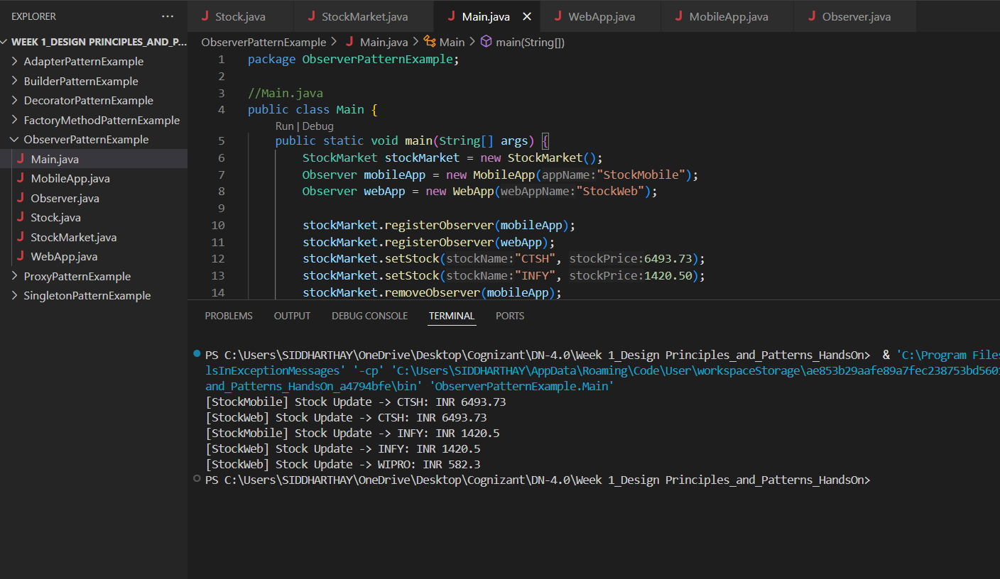 EXPLORER ...
WEEK 1_DESIGN PRINCIPLES_AND_P...
AdapterPatternExample
BuilderPatternExample
DecoratorPatternExample
FactoryMethodPatternExample
ObserverPatternExample
Main.java
MobileApp.java
Observer.java
Stock.java
StockMarket.java
WebApp.java
ProxyPatternExample
SingletonPatternExample
Stock.java StockMarket.java Main.java WebApp.java MobileApp.java Observer.java
ObserverPatternExample > Main.java > Main > main(String[])
1 package ObserverPatternExample;
2
3 //Main.java
4 public class Main {
Run | Debug
5 public static void main(String[] args) {
6 StockMarket stockMarket = new StockMarket();
7 Observer mobileApp = new MobileApp(appName:"StockMobile");
8 Observer webApp = new WebApp(webAppName:"StockWeb");
9
10 stockMarket.registerObserver(mobileApp);
11 stockMarket.registerObserver(webApp);
12 stockMarket.setStock(stockName:"CTSH", stockPrice:6493.73);
13 stockMarket.setStock(stockName:"INFY", stockPrice:1420.50);
14 stockMarket.removeObserver(mobileApp);
PROBLEMS OUTPUT DEBUG CONSOLE TERMINAL PORTS
PS C:\Users\SIDDHARTHAY\OneDrive\Desktop\Cognizant\DN-4.0\Week 1_Design Principles_and_Patterns_HandsOn> & 'C:\Program Files
lsInExceptionMessages' '-cp' 'C:\Users\SIDDHARTHAY\AppData\Roaming\Code\User\workspaceStorage\ae853b29aafe89a7fec238753bd5601
and_Patterns_HandsOn_a4794bfe\bin' 'ObserverPatternExample.Main'
[StockMobile] Stock Update -> CTSH: INR 6493.73
[StockWeb] Stock Update -> CTSH: INR 6493.73
[StockMobile] Stock Update -> INFY: INR 1420.5
[StockWeb] Stock Update -> INFY: INR 1420.5
[StockWeb] Stock Update -> WIPRO: INR 582.3
PS C:\Users\SIDDHARTHAY\OneDrive\Desktop\Cognizant\DN-4.0\Week 1_Design Principles_and_Patterns_HandsOn>